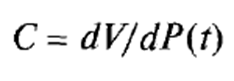 C = dV/dP(t)